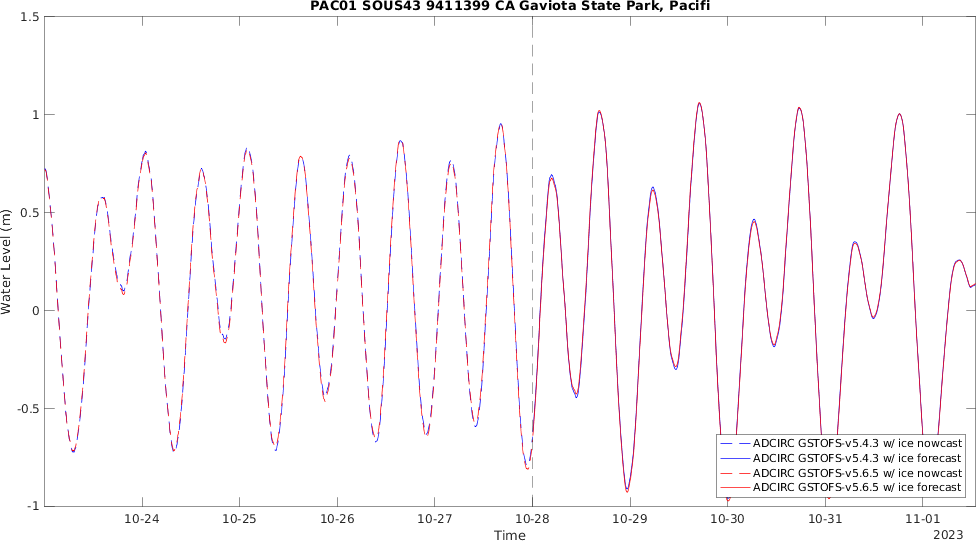 PAC01 SOUS43 9411399 CA Gaviota State Park, Pacifi
1.5
1
0.5
0
-0.5
-1
Water Level (m)
10-24
10-25
10-26
10-27
10-28
10-29
10-30
10-31
11-01
Time
2023
ADCIRC GSTOFS-v5.4.3 w/ ice nowcast
ADCIRC GSTOFS-v5.4.3 w/ ice forecast
ADCIRC GSTOFS-v5.6.5 w/ ice nowcast
ADCIRC GSTOFS-v5.6.5 w/ ice forecast